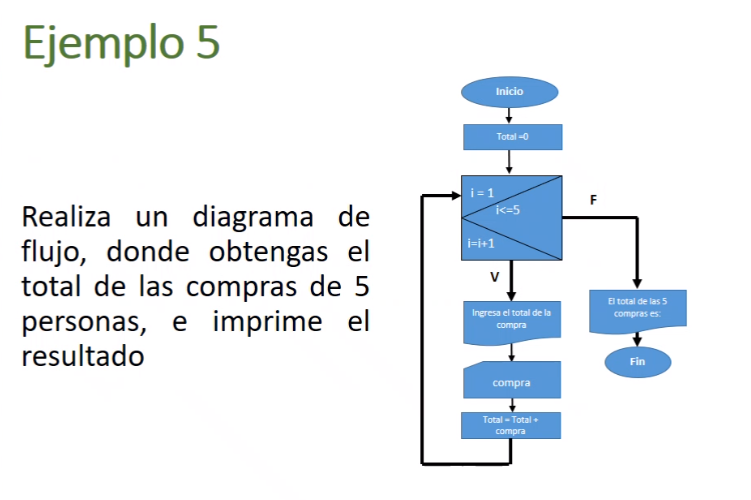 Ejemplo 5
Realiza un diagrama de
flujo, donde obtengas el
total de las compras de 5
personas, e imprime el
resultado
Inicio
Total =0
i = 1
i<=5
i=i+1
F
V
Ingresa el total de la
compra
compra
Total = Total +
compra
El total de las 5
compras es:
Fin